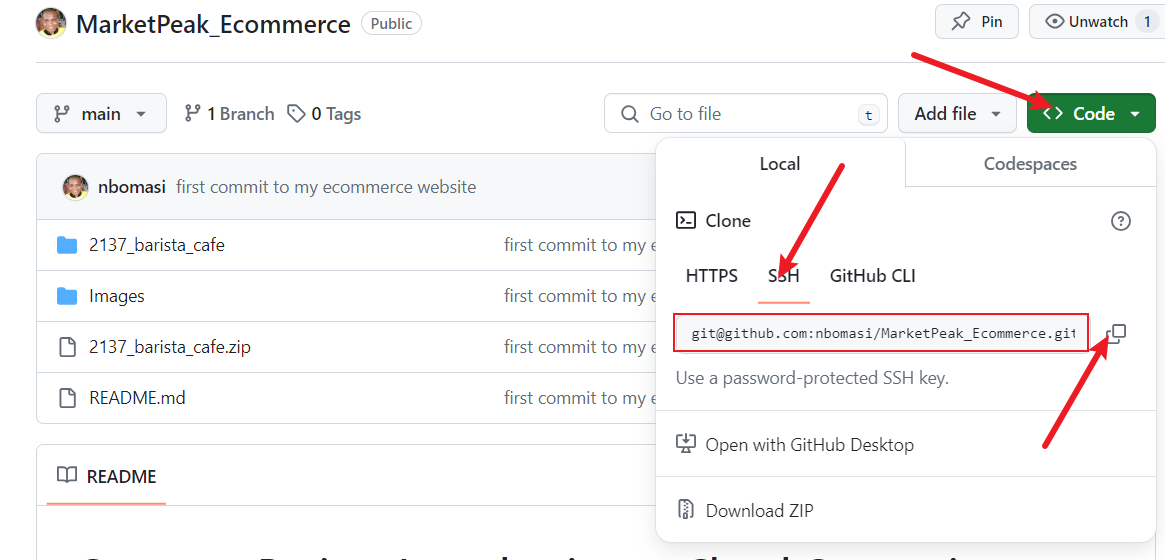 MarketPeak_Ecommerce Public Pin Unwatch 1
main 1 Branch 0 Tags Go to file t Add file Code
Local Codespaces
nbomasi first commit to my ecommerce website
Clone
2137_barista_cafe first commit to my e
HTTPS SSH GitHub CLI
Images first commit to my e
git@github.com:nbomasi/MarketPeak_Ecommerce.git
2137_barista_cafe.zip first commit to my e
Use a password-protected SSH key.
README.md first commit to my e
Open with GitHub Desktop
README
Download ZIP